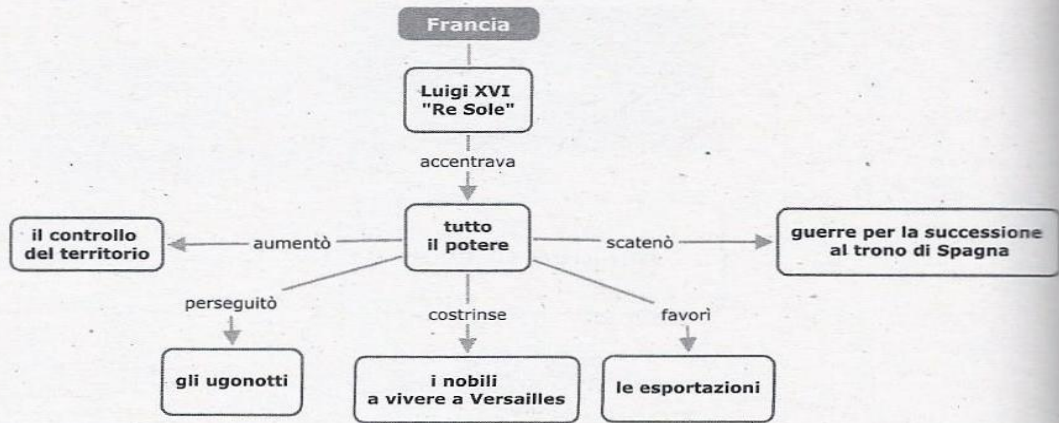 Francia
Luigi XVI
"Re Sole"
accentrava
tutto
il potere
il controllo
del territorio
aumentò
scatenò
guerre per la successione
al trono di Spagna
perseguitò
costrinse
favorì
gli ugonotti
i nobili
a vivere a Versailles
le esportazioni